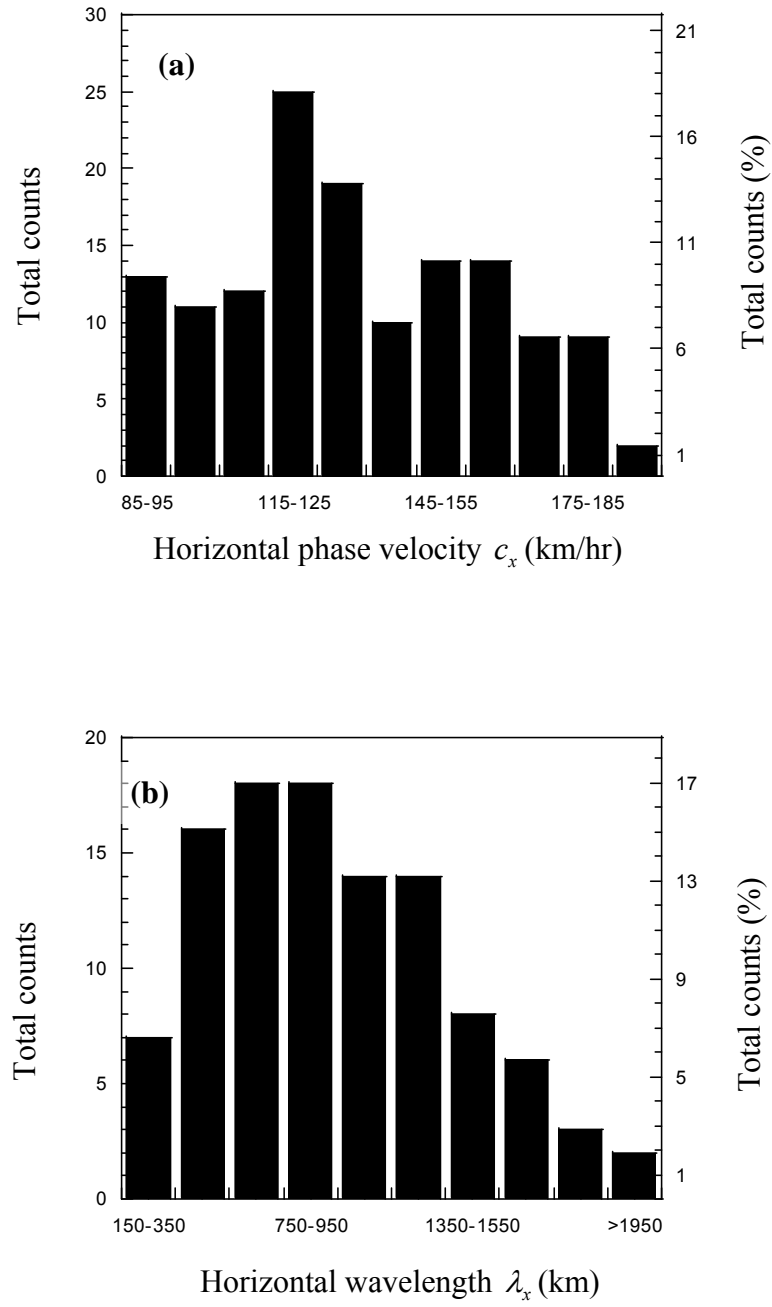 30
25
20
15
10
5
0
(a)
21
16
11
6
1
Total counts
Total counts (%)
85-95 115-125 145-155 175-185
Horizontal phase velocity cₓ (km/hr)
20
15
10
5
0
(b)
17
13
9
5
1
Total counts
Total counts (%)
150-350 750-950 1350-1550 >1950
Horizontal wavelength λₓ (km)